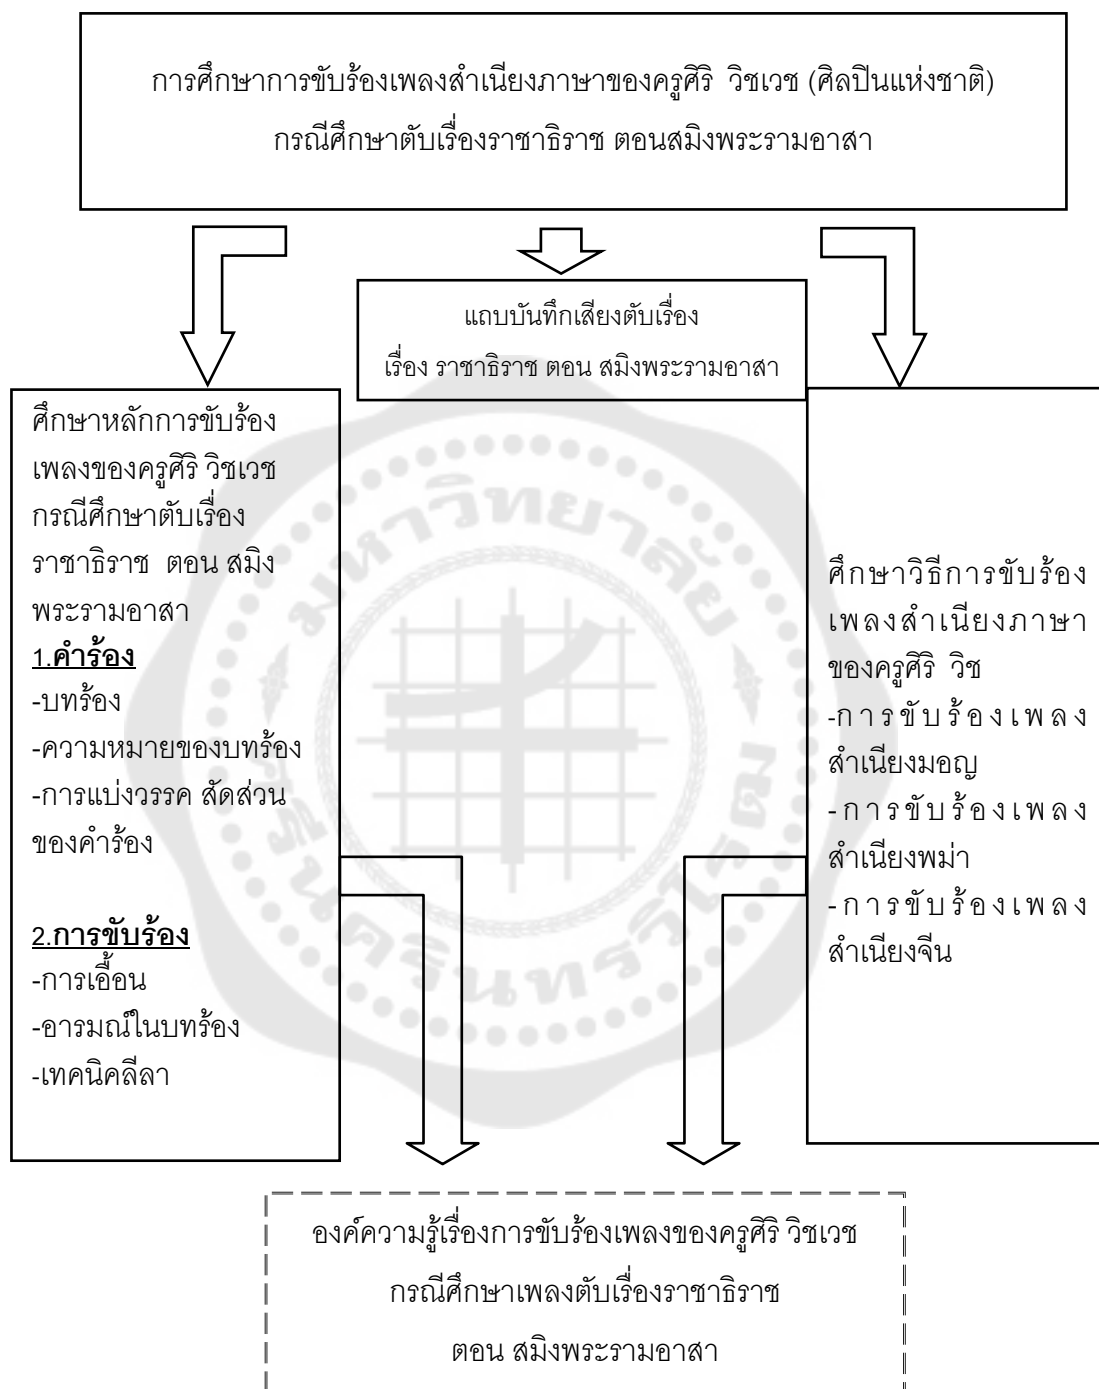 การศึกษาการขับร้องเพลงสำเนียงภาษาของครูศิริ วิชเวช (ศิลปินแห่งชาติ)
กรณีศึกษาตับเรื่องราชาธิราช ตอนสมิงพระรามอาสา
แถบบันทึกเสียงตับเรื่อง
เรื่อง ราชาธิราช ตอน สมิงพระรามอาสา
ศึกษาหลักการขับร้อง
เพลงของครูศิริ วิชเวช
กรณีศึกษาตับเรื่อง
ราชาธิราช ตอน สมิง
พระรามอาสา
1.คำร้อง
-บทร้อง
-ความหมายของบทร้อง
-การแบ่งวรรค สัดส่วน
ของคำร้อง
2.การขับร้อง
-การเอื้อน
-อารมณ์ในบทร้อง
-เทคนิคลีลา
ศึกษาวิธีการขับร้อง
เพลงสำเนียงภาษา
ของครูศิริ วิช
-การขับร้องเพลง
สำเนียงมอญ
-การขับร้องเพลง
สำเนียงพม่า
-การขับร้องเพลง
สำเนียงจีน
มหาวิทยาลัย
ศรีนครินทรวิโรฒ
องค์ความรู้เรื่องการขับร้องเพลงของครูศิริ วิชเวช
กรณีศึกษาเพลงตับเรื่องราชาธิราช
ตอน สมิงพระรามอาสา